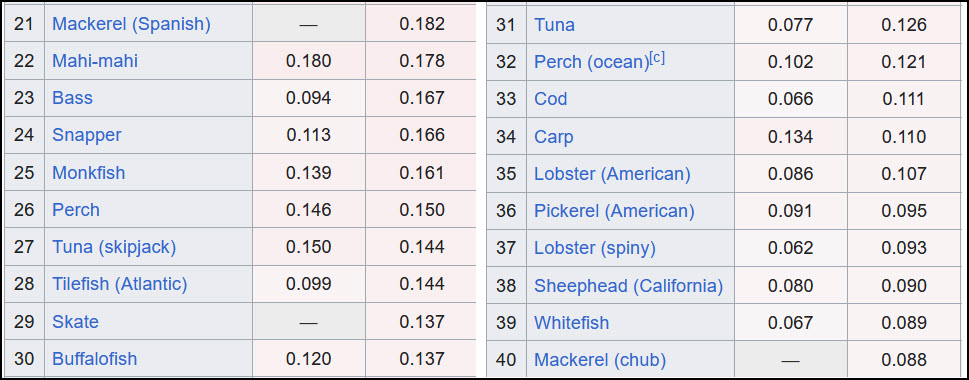 21 Mackerel (Spanish) — 0.182
22 Mahi-mahi 0.180 0.178
23 Bass 0.094 0.167
24 Snapper 0.113 0.166
25 Monkfish 0.139 0.161
26 Perch 0.146 0.150
27 Tuna (skipjack) 0.150 0.144
28 Tilefish (Atlantic) 0.099 0.144
29 Skate — 0.137
30 Buffalofish 0.120 0.137
31 Tuna 0.077 0.126
32 Perch (ocean)[c] 0.102 0.121
33 Cod 0.066 0.111
34 Carp 0.134 0.110
35 Lobster (American) 0.086 0.107
36 Pickerel (American) 0.091 0.095
37 Lobster (spiny) 0.062 0.093
38 Sheephead (California) 0.080 0.090
39 Whitefish 0.067 0.089
40 Mackerel (chub) — 0.088